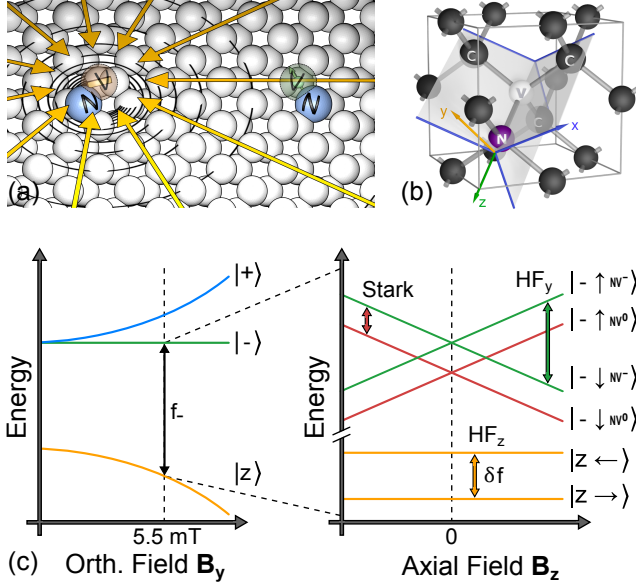 V
N
V
N
(a)
C
C
V
C
N
y
x
z
(b)
Energy
|+⟩
|-⟩
f-
|z⟩
5.5 mT
(c)
Orth. Field By
Energy
Stark
HFy
|- ↑ NV⁻⟩
|- ↑ NV⁰⟩
|- ↓ NV⁻⟩
|- ↓ NV⁰⟩
HFz
δf
|z ←⟩
|z →⟩
0
Axial Field Bz